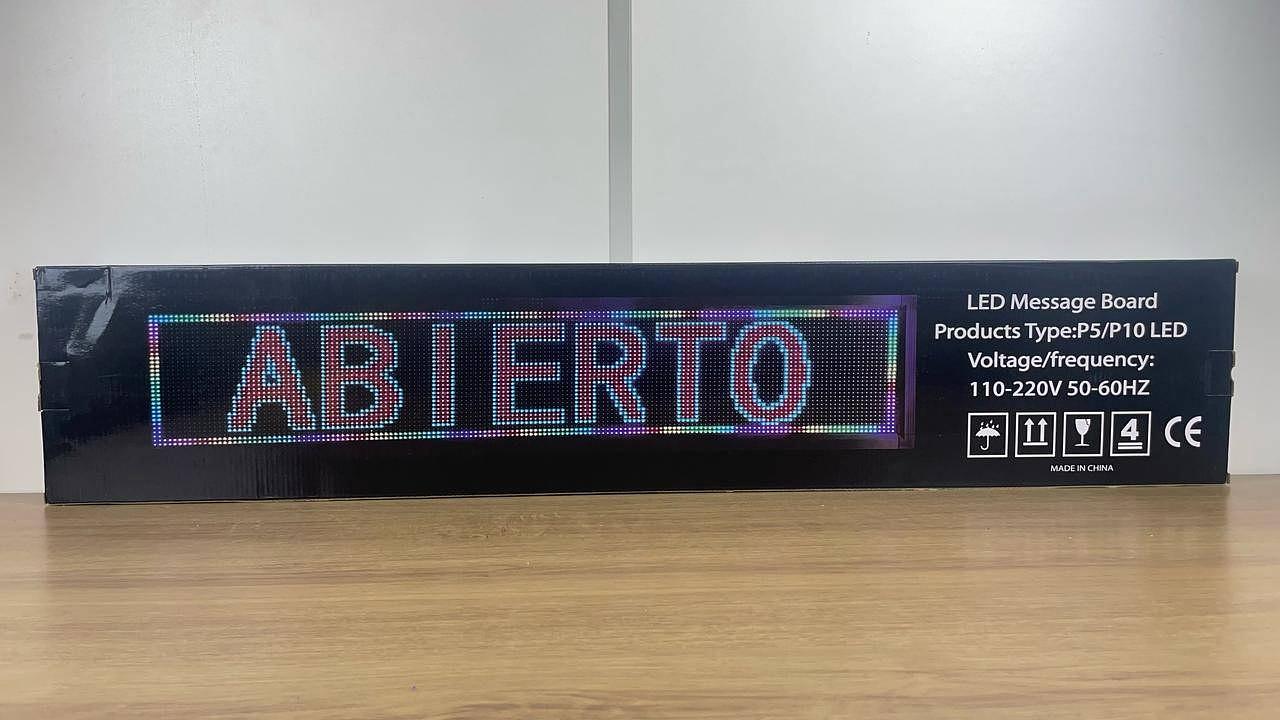 ABIERTO
LED Message Board
Products Type:P5/P10 LED
Voltage/frequency:
110-220V 50-60HZ
4
CE
MADE IN CHINA